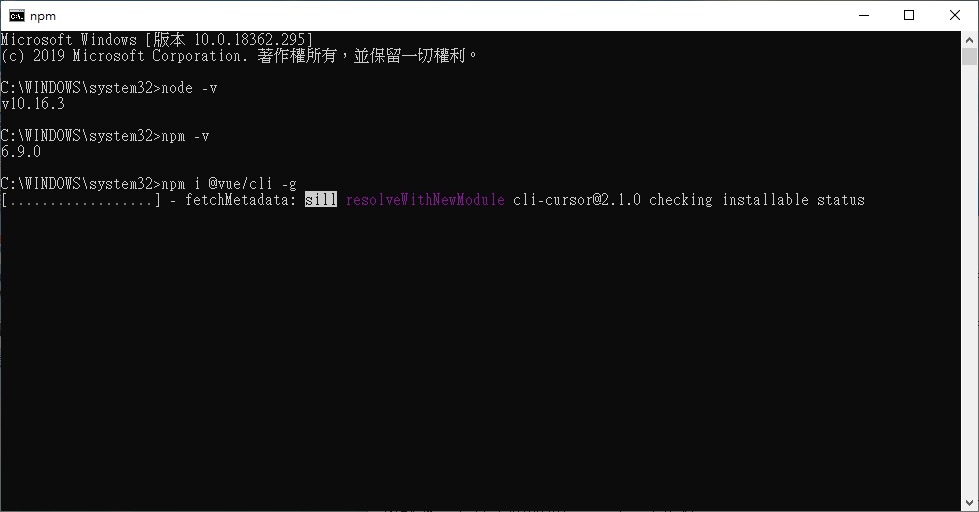 npm
Microsoft Windows [版本 10.0.18362.295]
(c) 2019 Microsoft Corporation. 著作權所有，並保留一切權利。
C:\WINDOWS\system32>node -v
v10.16.3
C:\WINDOWS\system32>npm -v
6.9.0
C:\WINDOWS\system32>npm i @vue/cli -g
[..................] - fetchMetadata: sill resolveWithNewModule cli-cursor@2.1.0 checking installable status